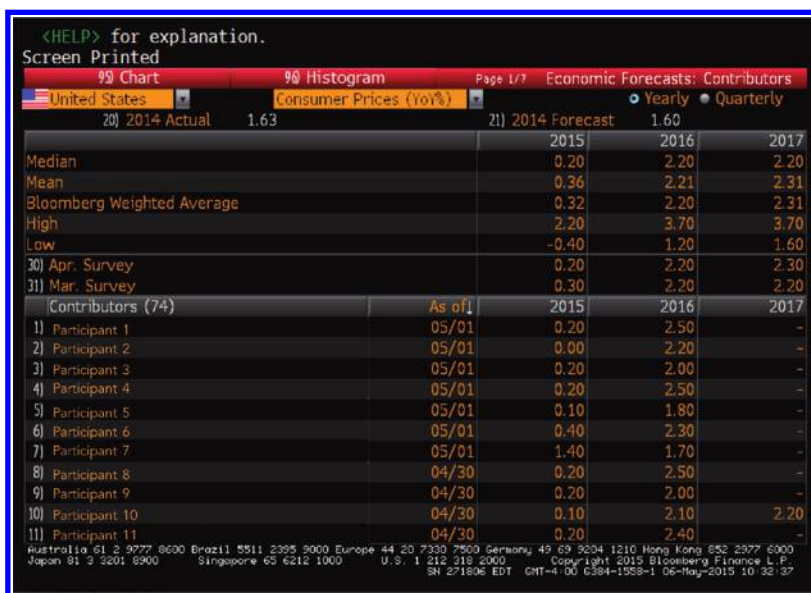 <HELP> for explanation.
Screen Printed
95) Chart 96) Histogram Page 1/7 Economic Forecasts: Contributors
United States Consumer Prices (YoY%) Yearly Quarterly
20) 2014 Actual 1.63 21) 2014 Forecast 1.60
2015 2016 2017
Median 0.20 2.20 2.20
Mean 0.36 2.21 2.31
Bloomberg Weighted Average 0.32 2.20 2.31
High 2.20 3.70 3.70
Low -0.40 1.20 1.60
30) Apr. Survey 0.20 2.20 2.30
31) Mar. Survey 0.30 2.20 2.20
Contributors (74) As of↓ 2015 2016 2017
1) Participant 1 05/01 0.20 2.50 -
2) Participant 2 05/01 0.00 2.20 -
3) Participant 3 05/01 0.20 2.00 -
4) Participant 4 05/01 0.20 2.50 -
5) Participant 5 05/01 0.10 1.80 -
6) Participant 6 05/01 0.40 2.30 -
7) Participant 7 05/01 1.40 1.70 -
8) Participant 8 04/30 0.20 2.50 -
9) Participant 9 04/30 0.20 2.00 -
10) Participant 10 04/30 0.10 2.10 2.20
11) Participant 11 04/30 0.20 2.40 -
Australia 61 2 9777 8600 Brazil 5511 2395 9000 Europe 44 20 7330 7500 Germany 49 69 9204 1210 Hong Kong 852 2977 6000
Japan 81 3 3201 8900 Singapore 65 6212 1000 U.S. 1 212 318 2000 Copyright 2015 Bloomberg Finance L.P.
SN 271806 EDT GMT-4:00 G384-1558-1 06-May-2015 10:32:37